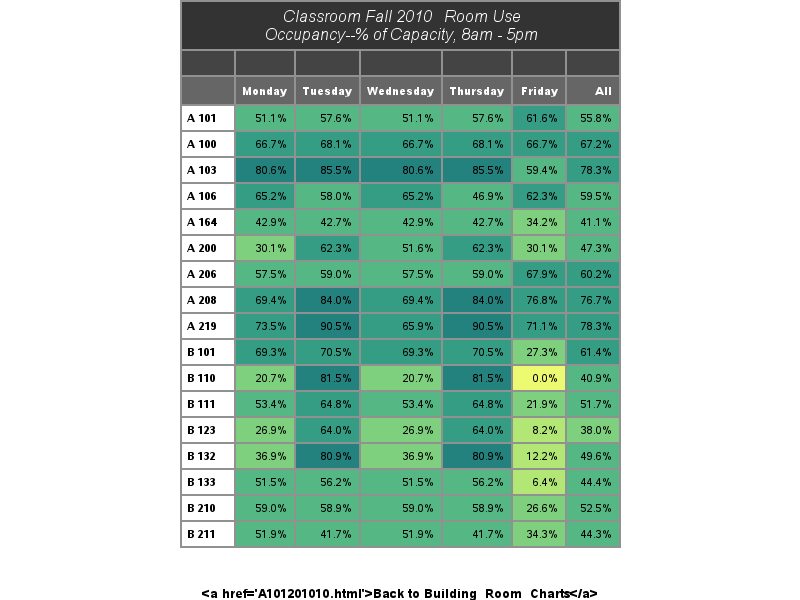 Classroom Fall 2010 Room Use
Occupancy--% of Capacity, 8am - 5pm
Monday Tuesday Wednesday Thursday Friday All
A 101 51.1% 57.6% 51.1% 57.6% 61.6% 55.8%
A 100 66.7% 68.1% 66.7% 68.1% 66.7% 67.2%
A 103 80.6% 85.5% 80.6% 85.5% 59.4% 78.3%
A 106 65.2% 58.0% 65.2% 46.9% 62.3% 59.5%
A 164 42.9% 42.7% 42.9% 42.7% 34.2% 41.1%
A 200 30.1% 62.3% 51.6% 62.3% 30.1% 47.3%
A 206 57.5% 59.0% 57.5% 59.0% 67.9% 60.2%
A 208 69.4% 84.0% 69.4% 84.0% 76.8% 76.7%
A 219 73.5% 90.5% 65.9% 90.5% 71.1% 78.3%
B 101 69.3% 70.5% 69.3% 70.5% 27.3% 61.4%
B 110 20.7% 81.5% 20.7% 81.5% 0.0% 40.9%
B 111 53.4% 64.8% 53.4% 64.8% 21.9% 51.7%
B 123 26.9% 64.0% 26.9% 64.0% 8.2% 38.0%
B 132 36.9% 80.9% 36.9% 80.9% 12.2% 49.6%
B 133 51.5% 56.2% 51.5% 56.2% 6.4% 44.4%
B 210 59.0% 58.9% 59.0% 58.9% 26.6% 52.5%
B 211 51.9% 41.7% 51.9% 41.7% 34.3% 44.3%
<a href='A101201010.html'>Back to Building Room Charts</a>